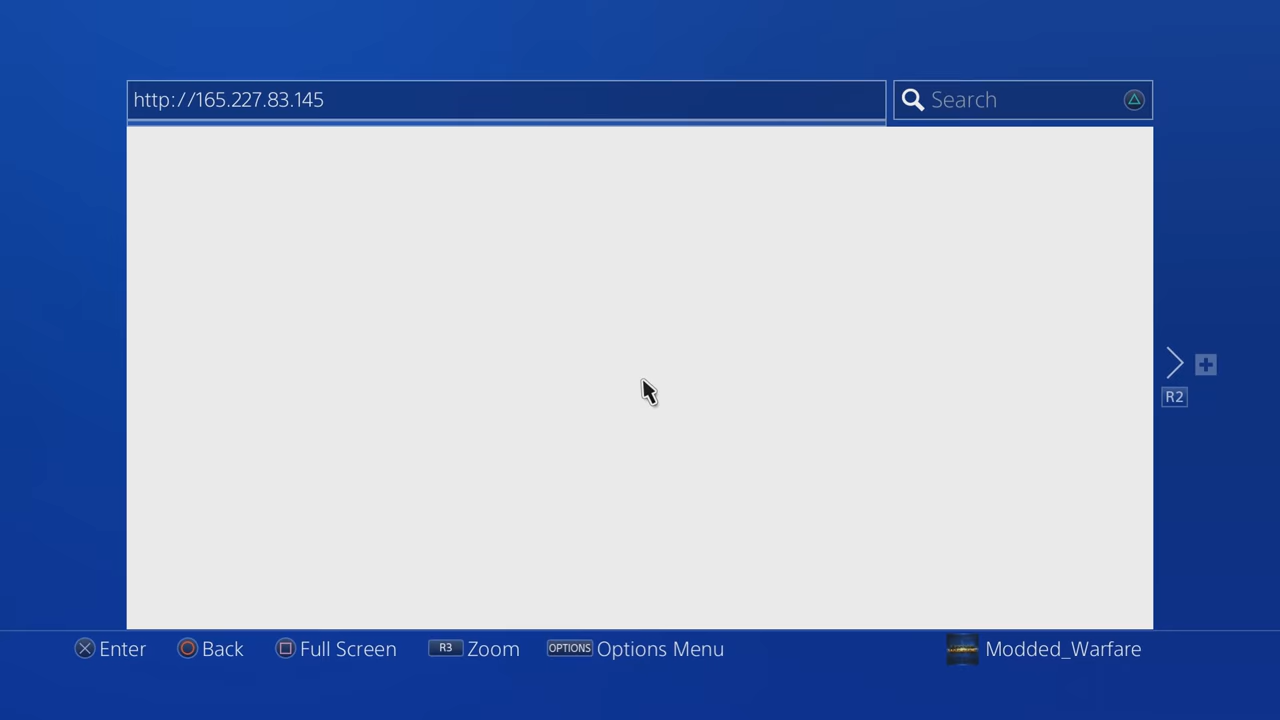 http://165.227.83.145
Search
R2
Enter
Back
Full Screen
R3 Zoom
OPTIONS Options Menu
Modded_Warfare